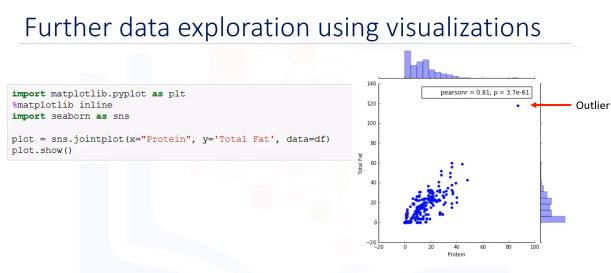 Further data exploration using visualizations
import matplotlib.pyplot as plt
%matplotlib inline
import seaborn as sns
plot = sns.jointplot(x="Protein", y='Total Fat', data=df)
plot.show()
pearsonr = 0.81; p = 3.7e-61
Outlier
140
120
100
80
60
40
20
0
−20
Total Fat
−20 0 20 40 60 80 100
Protein